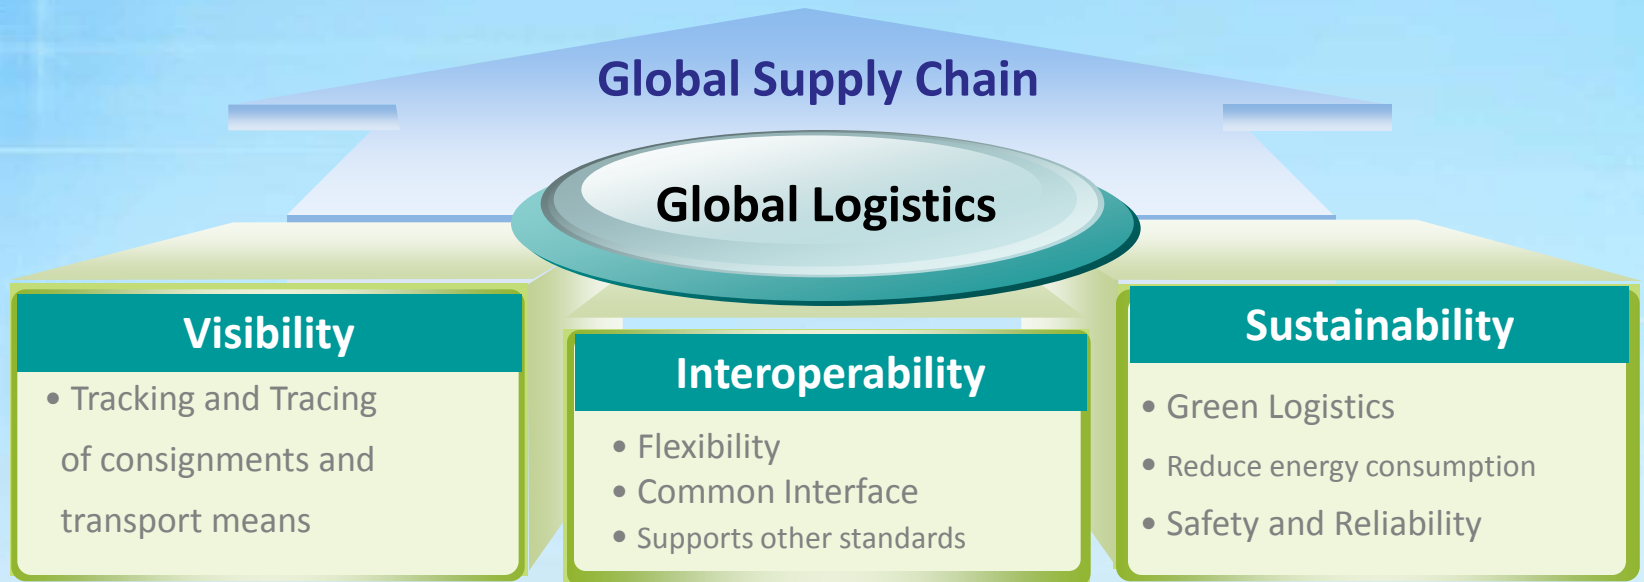 Global Supply Chain
Global Logistics
Visibility
• Tracking and Tracing
of consignments and
transport means
Interoperability
• Flexibility
• Common Interface
• Supports other standards
Sustainability
• Green Logistics
• Reduce energy consumption
• Safety and Reliability